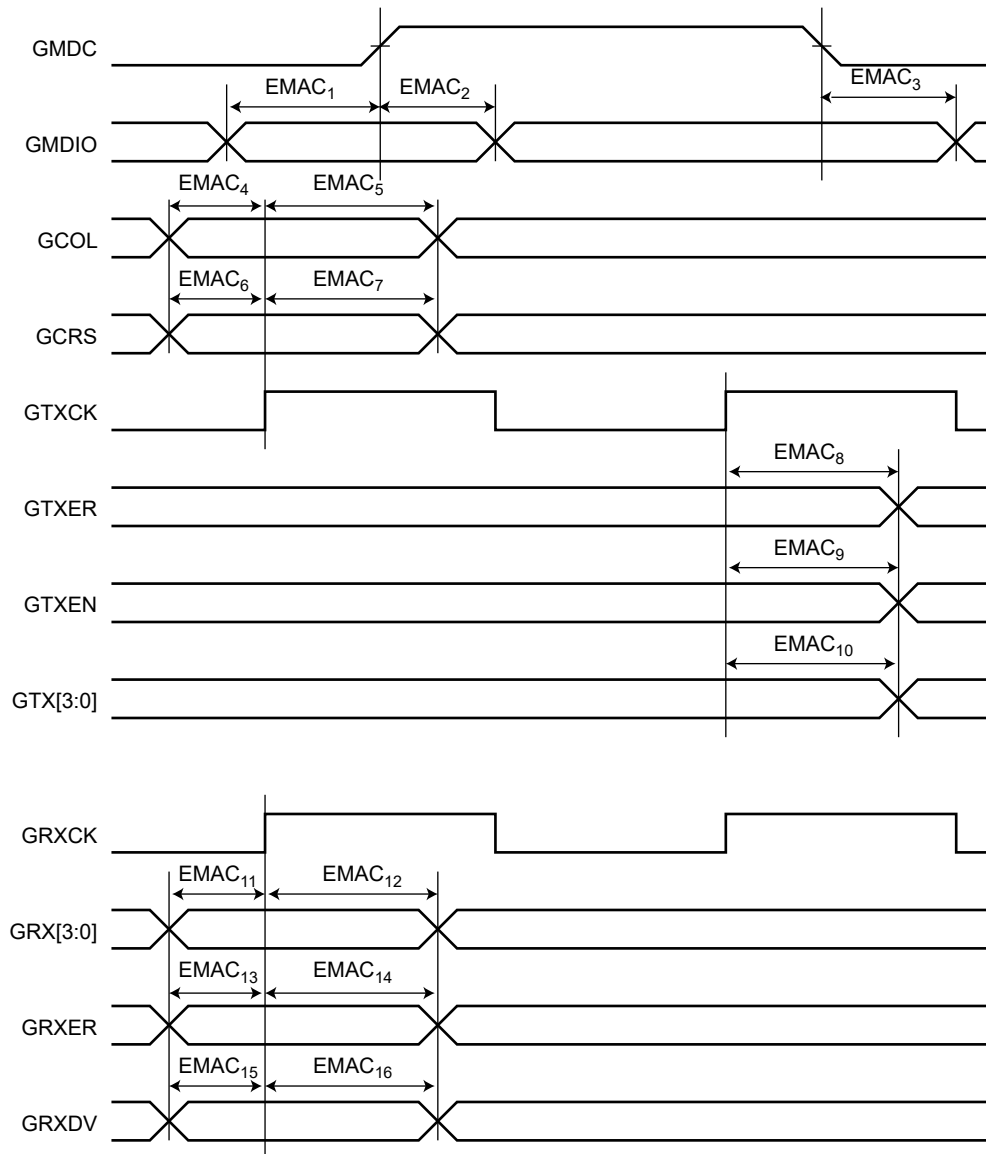 GMDC
EMAC1 EMAC2 EMAC3
GMDIO
EMAC4 EMAC5
GCOL
EMAC6 EMAC7
GCRS
GTXCK
EMAC8
GTXER
EMAC9
GTXEN
EMAC10
GTX[3:0]
GRXCK
EMAC11 EMAC12
GRX[3:0]
EMAC13 EMAC14
GRXER
EMAC15 EMAC16
GRXDV